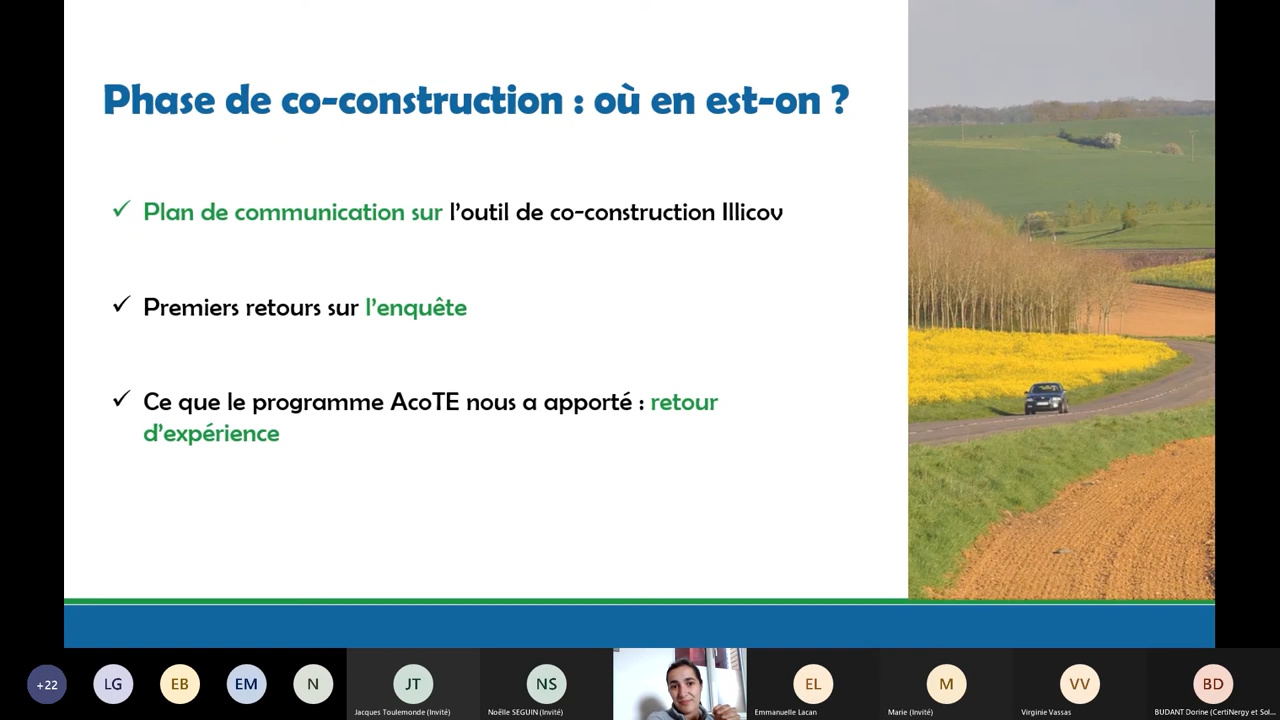 Phase de co-construction : où en est-on ?
✓ Plan de communication sur l'outil de co-construction Illicov
✓ Premiers retours sur l'enquête
✓ Ce que le programme AcoTE nous a apporté : retour
d'expérience
+22
LG
EB
EM
N
JT
NS
EL
M
VV
BD
Jacques Toulemonde (Invité)
Noëlle SEGUIN (Invité)
Emmanuelle Lacan
Marie (Invité)
Virginie Vassas
BUDANT Dorine (CertiNergy et Sol...